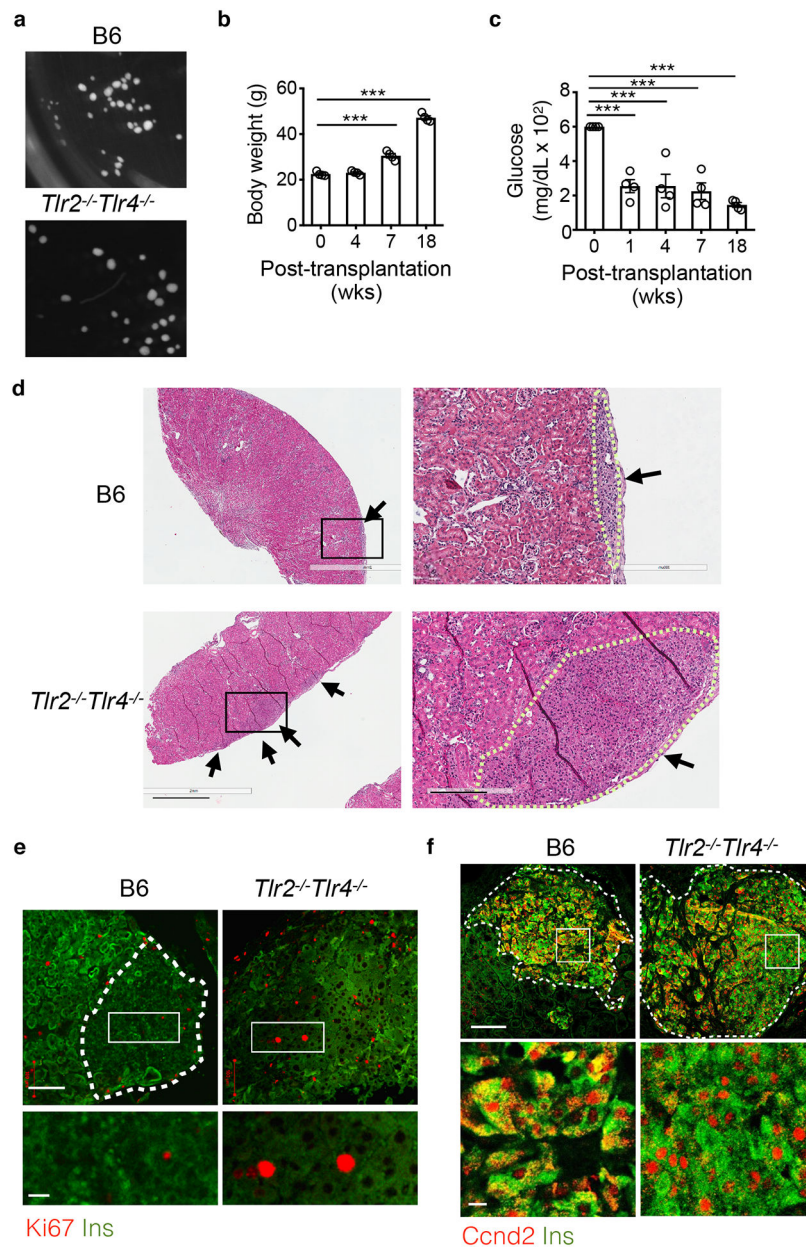 a
B6
Tlr2-/-Tlr4-/-
b
Body weight (g)
60
40
20
0
***
***
0 4 7 18
Post-transplantation
(wks)
c
Glucose
(mg/dL x 10²)
8
6
4
2
0
***
***
***
***
0 1 4 7 18
Post-transplantation
(wks)
d
B6
Tlr2-/-Tlr4-/-
e
B6
Tlr2-/-Tlr4-/-
Ki67 Ins
f
B6
Tlr2-/-Tlr4-/-
Ccnd2 Ins